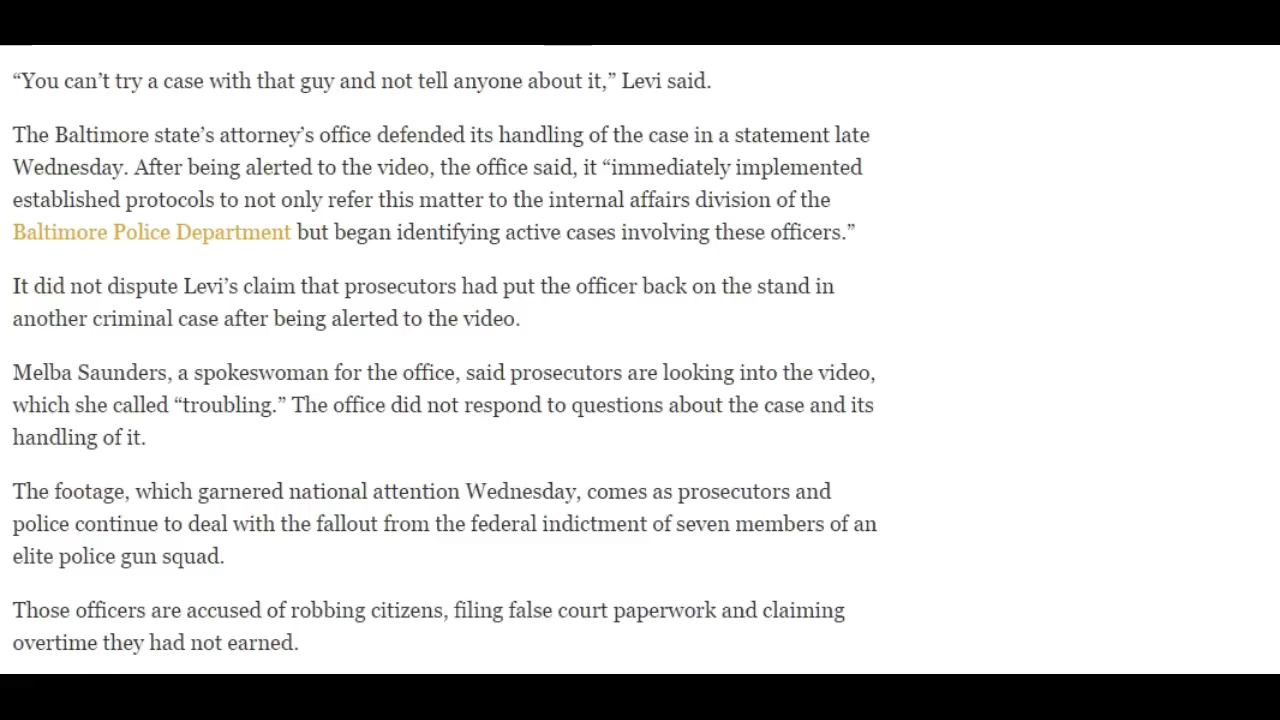 “You can’t try a case with that guy and not tell anyone about it,” Levi said.
The Baltimore state’s attorney’s office defended its handling of the case in a statement late
Wednesday. After being alerted to the video, the office said, it “immediately implemented
established protocols to not only refer this matter to the internal affairs division of the
Baltimore Police Department but began identifying active cases involving these officers.”
It did not dispute Levi’s claim that prosecutors had put the officer back on the stand in
another criminal case after being alerted to the video.
Melba Saunders, a spokeswoman for the office, said prosecutors are looking into the video,
which she called “troubling.” The office did not respond to questions about the case and its
handling of it.
The footage, which garnered national attention Wednesday, comes as prosecutors and
police continue to deal with the fallout from the federal indictment of seven members of an
elite police gun squad.
Those officers are accused of robbing citizens, filing false court paperwork and claiming
overtime they had not earned.